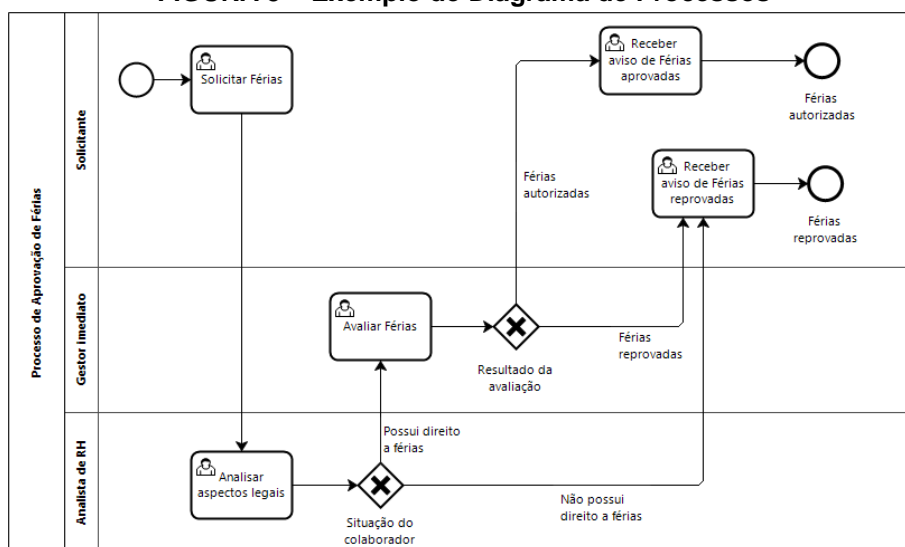 FIGURA – Exemplo de Diagrama de Processos
Processo de Aprovação de Férias
Solicitante
Solicitar Férias
Receber
aviso de Férias
aprovadas
Férias
autorizadas
Férias
autorizadas
Receber
aviso de Férias
reprovadas
Férias
reprovadas
Gestor Imediato
Avaliar Férias
Resultado da
avaliação
Férias
reprovadas
Analista de RH
Analisar
aspectos legais
Possui direito
a férias
Situação do
colaborador
Não possui
direito a férias